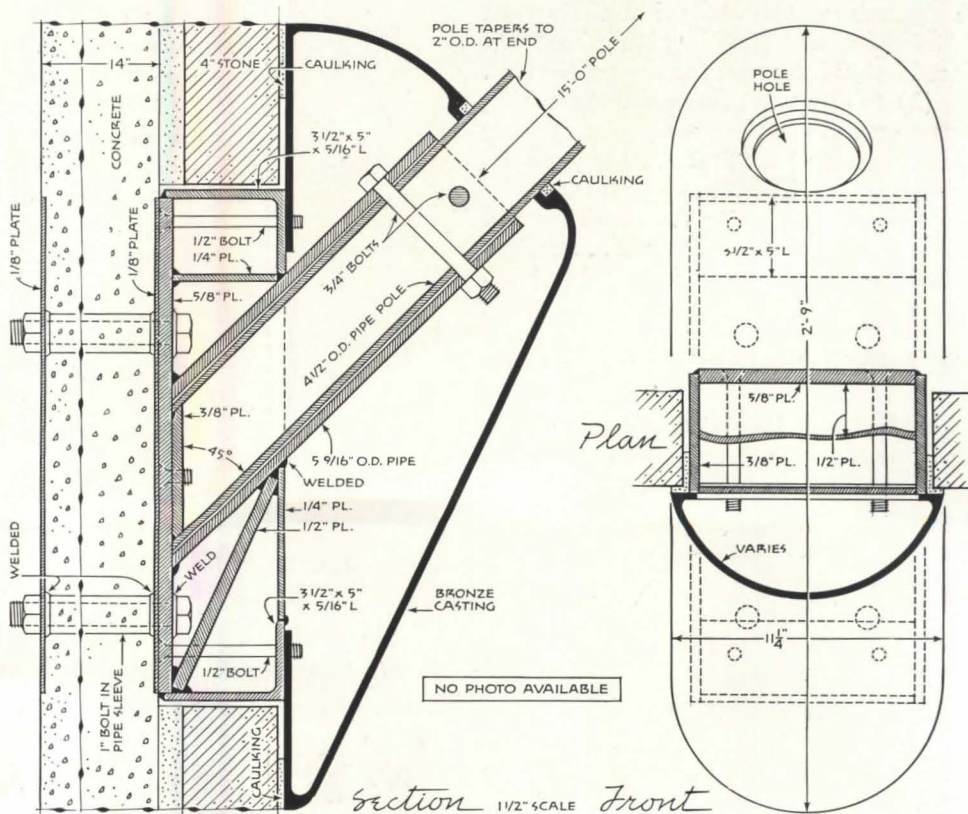 POLE TAPERS TO
2" O.D. AT END
15'-0" POLE
14"
4" STONE
CAULKING
CONCRETE
3 1/2" x 5"
x 5/16" L
CAULKING
1/8" PLATE
1/8" PLATE
1/2" BOLT
1/4" PL.
5/8" PL.
3/4" BOLTS
4 1/2" O.D. PIPE POLE
3/8" PL.
45°
5 9/16" O.D. PIPE
WELDED
1/4" PL.
1/2" PL.
WELDED
WELD
3 1/2" x 5"
x 5/16" L
BRONZE
CASTING
1/2" BOLT
1" BOLT IN
PIPE SLEEVE
CAULKING
NO PHOTO AVAILABLE
Section 1 1/2" SCALE Front
POLE
HOLE
3 1/2" x 5" L
2'-9"
Plan
5/8" PL.
3/8" PL.
1/2" PL.
VARIES
11 1/4"